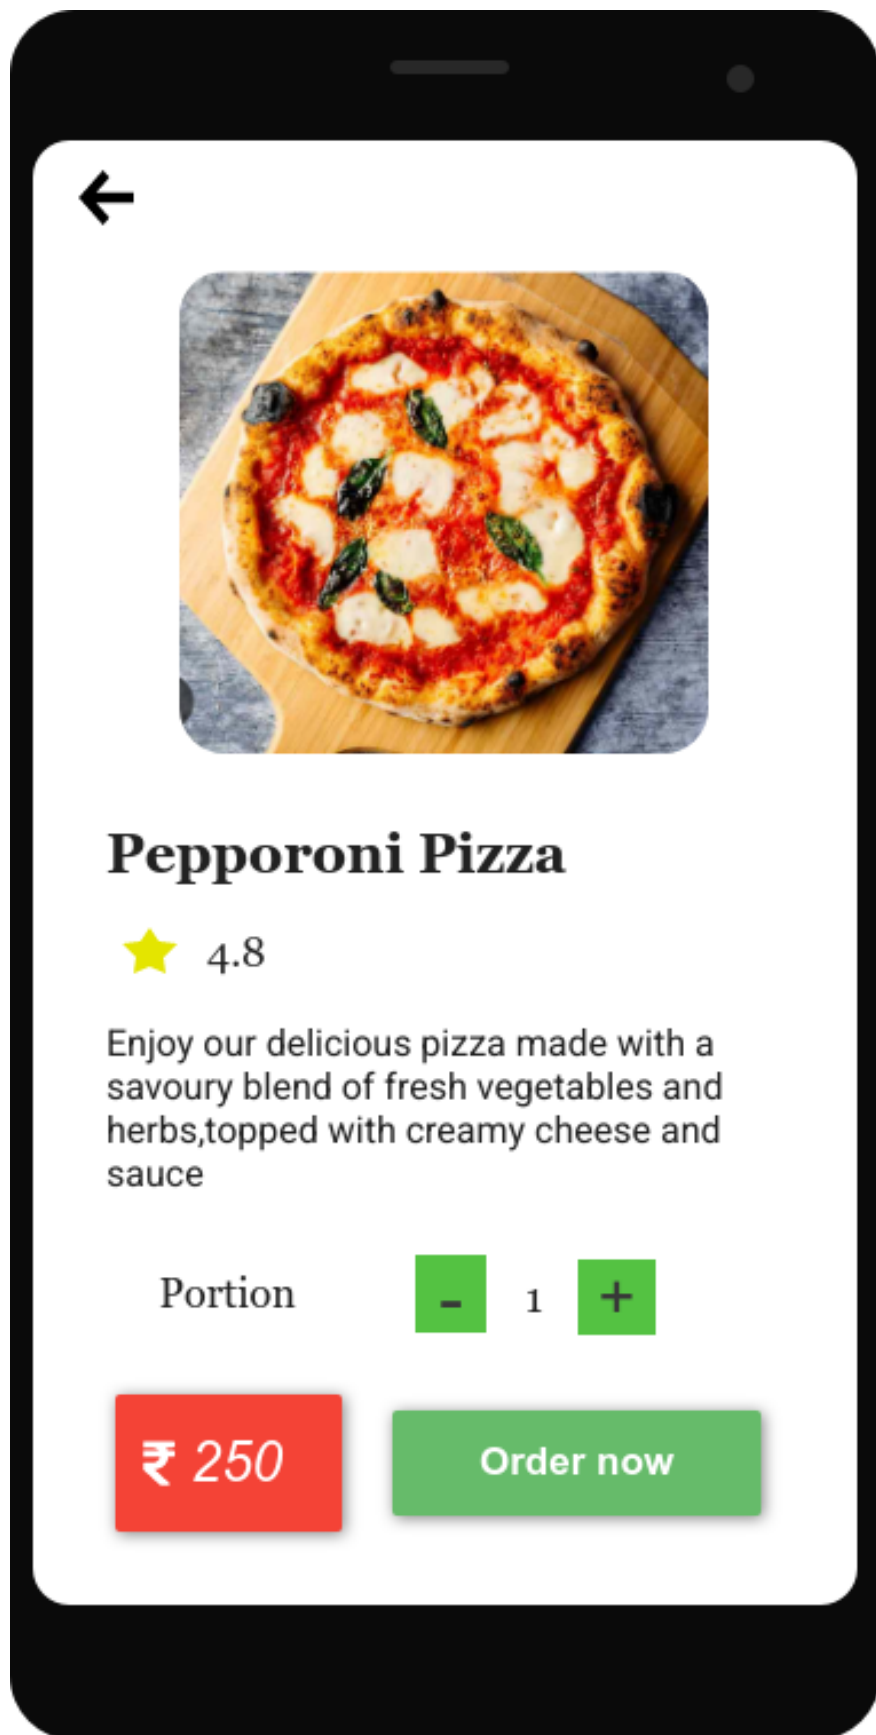 Pepporoni Pizza
4.8
Enjoy our delicious pizza made with a
savoury blend of fresh vegetables and
herbs,topped with creamy cheese and
sauce
Portion - 1 +
₹ 250 Order now